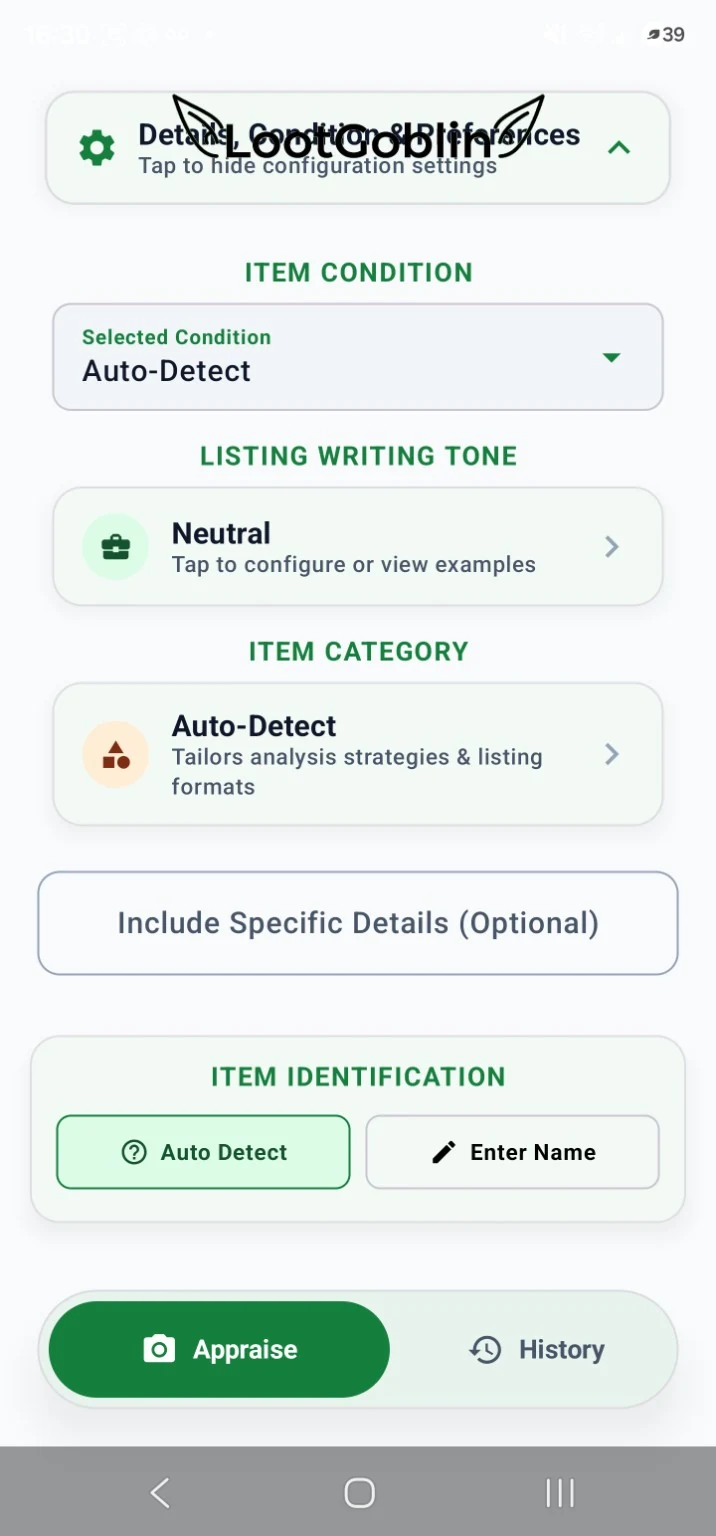 39
LootGoblin
Details, Condition & Preferences
Tap to hide configuration settings
ITEM CONDITION
Selected Condition
Auto-Detect
LISTING WRITING TONE
Neutral
Tap to configure or view examples
ITEM CATEGORY
Auto-Detect
Tailors analysis strategies & listing
formats
Include Specific Details (Optional)
ITEM IDENTIFICATION
Auto Detect
Enter Name
Appraise
History